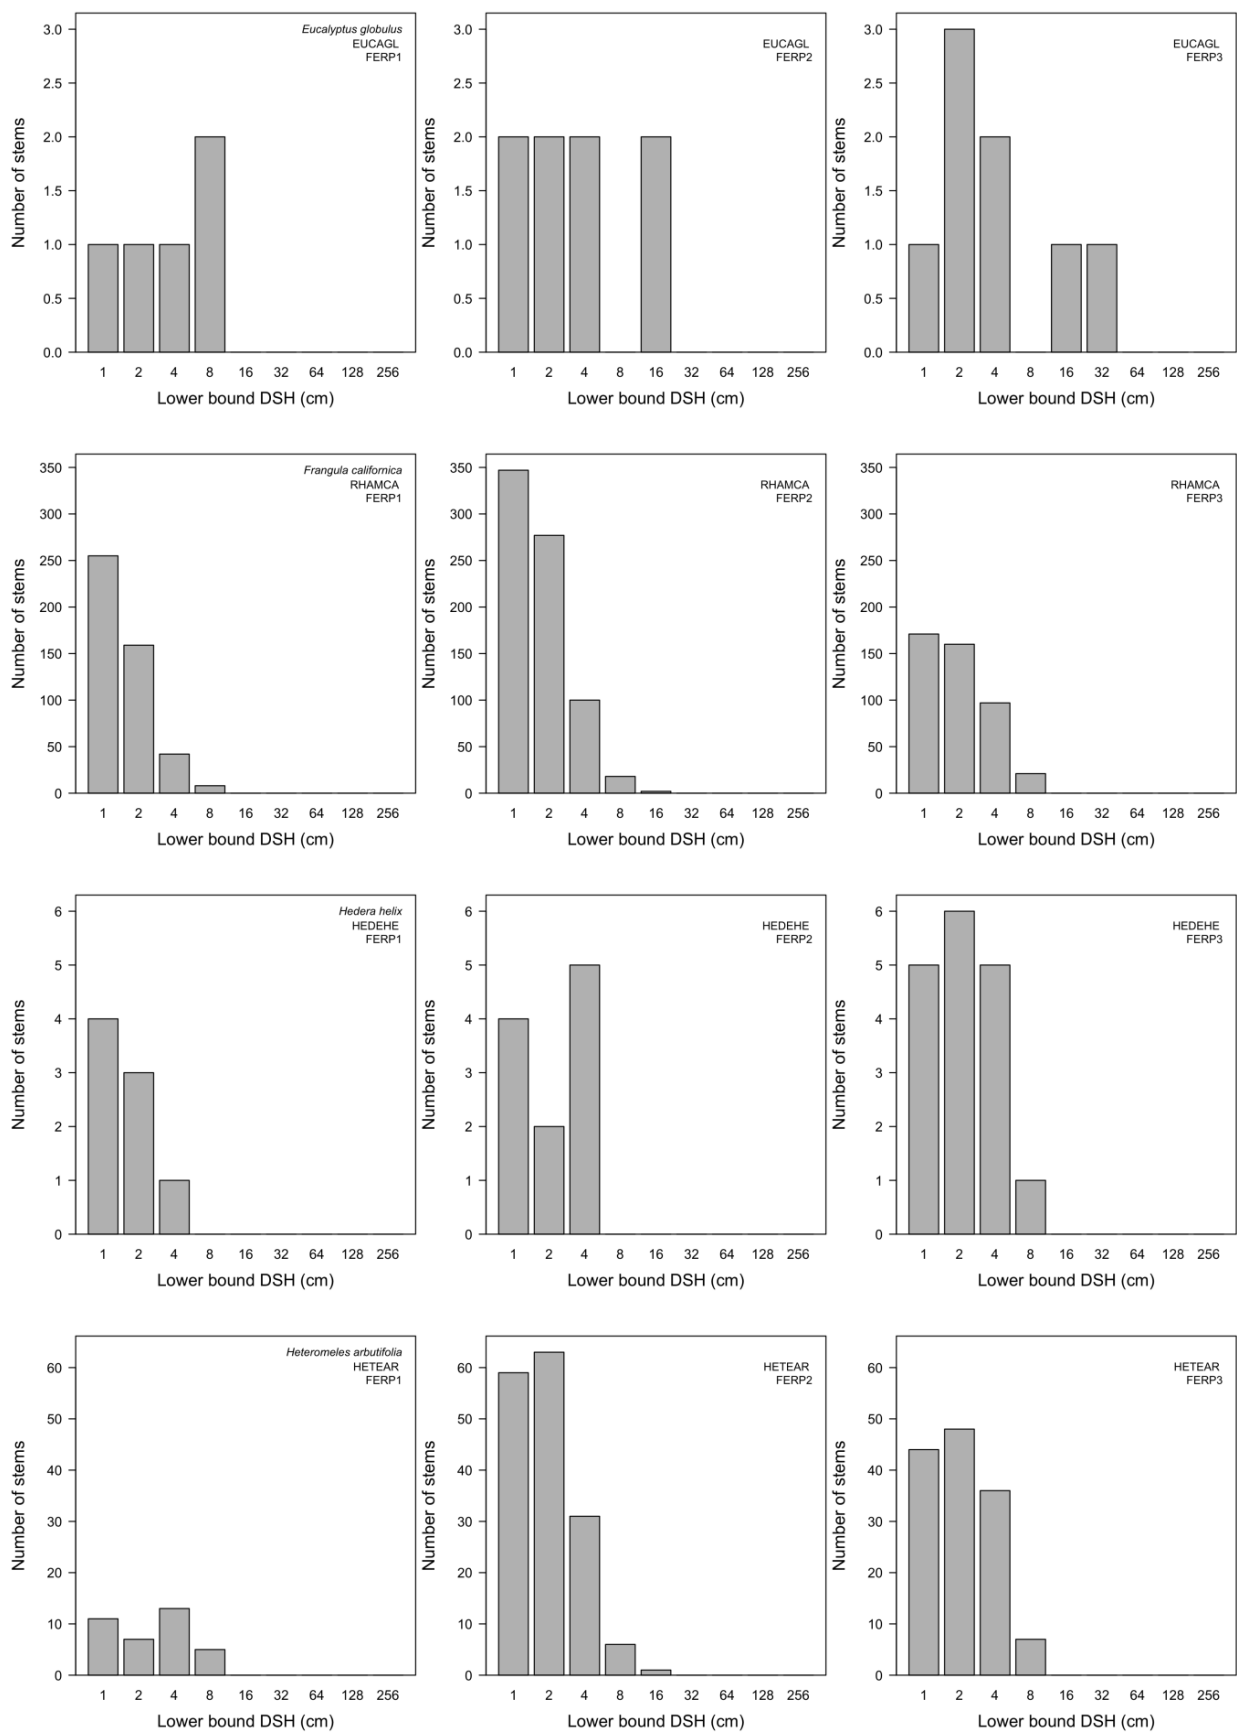 Eucalyptus globulus
EUCAGL
FERP1
Number of stems
3.0
2.5
2.0
1.5
1.0
0.5
0.0
1 2 4 8 16 32 64 128 256
Lower bound DSH (cm)
EUCAGL
FERP2
Number of stems
3.0
2.5
2.0
1.5
1.0
0.5
0.0
1 2 4 8 16 32 64 128 256
Lower bound DSH (cm)
EUCAGL
FERP3
Number of stems
3.0
2.5
2.0
1.5
1.0
0.5
0.0
1 2 4 8 16 32 64 128 256
Lower bound DSH (cm)
Frangula californica
RHAMCA
FERP1
Number of stems
350
300
250
200
150
100
50
0
1 2 4 8 16 32 64 128 256
Lower bound DSH (cm)
RHAMCA
FERP2
Number of stems
350
300
250
200
150
100
50
0
1 2 4 8 16 32 64 128 256
Lower bound DSH (cm)
RHAMCA
FERP3
Number of stems
350
300
250
200
150
100
50
0
1 2 4 8 16 32 64 128 256
Lower bound DSH (cm)
Hedera helix
HEDEHE
FERP1
Number of stems
6
5
4
3
2
1
0
1 2 4 8 16 32 64 128 256
Lower bound DSH (cm)
HEDEHE
FERP2
Number of stems
6
5
4
3
2
1
0
1 2 4 8 16 32 64 128 256
Lower bound DSH (cm)
HEDEHE
FERP3
Number of stems
6
5
4
3
2
1
0
1 2 4 8 16 32 64 128 256
Lower bound DSH (cm)
Heteromeles arbutifolia
HETEAR
FERP1
Number of stems
60
50
40
30
20
10
0
1 2 4 8 16 32 64 128 256
Lower bound DSH (cm)
HETEAR
FERP2
Number of stems
60
50
40
30
20
10
0
1 2 4 8 16 32 64 128 256
Lower bound DSH (cm)
HETEAR
FERP3
Number of stems
60
50
40
30
20
10
0
1 2 4 8 16 32 64 128 256
Lower bound DSH (cm)